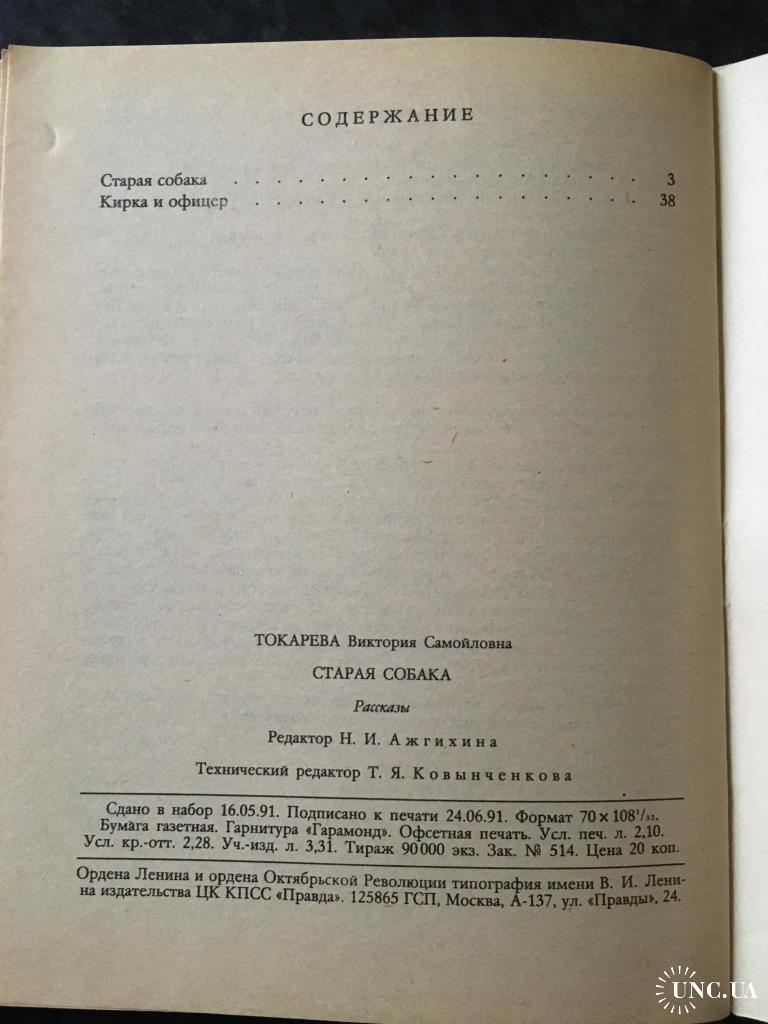 СОДЕРЖАНИЕ
Старая собака . . . . . . . . . . . . . . . . . . . . . . . 3
Кирка и офицер . . . . . . . . . . . . . . . . . . . . . . 38
ТОКАРЕВА Виктория Самойловна
СТАРАЯ СОБАКА
Рассказы
Редактор Н. И. Ажгихина
Технический редактор Т. Я. Ковынченкова
Сдано в набор 16.05.91. Подписано к печати 24.06.91. Формат 70×108¹/₃₂.
Бумага газетная. Гарнитура «Гарамонд». Офсетная печать. Усл. печ. л. 2,10.
Усл. кр.-отт. 2,28. Уч.-изд. л. 3,31. Тираж 90 000 экз. Зак. № 514. Цена 20 коп.
Ордена Ленина и ордена Октябрьской Революции типография имени В. И. Лени-
на издательства ЦК КПСС «Правда». 125865 ГСП, Москва, А-137, ул. «Правды», 24.
UNC.UA